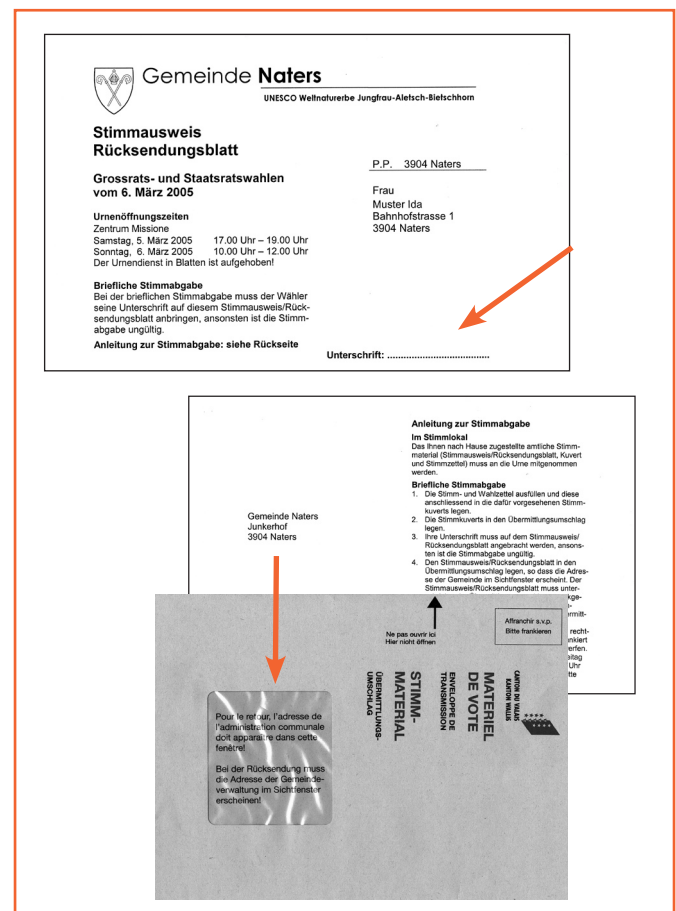 Gemeinde Naters
UNESCO Weltnaturerbe Jungfrau-Aletsch-Bietschhorn
Stimmausweis
Rücksendungsblatt
Grossrats- und Staatsratswahlen
vom 6. März 2005
Urnenöffnungszeiten
Zentrum Missione
Samstag, 5. März 2005 17.00 Uhr – 19.00 Uhr
Sonntag, 6. März 2005 10.00 Uhr – 12.00 Uhr
Der Urnendienst in Blatten ist aufgehoben!
Briefliche Stimmabgabe
Bei der brieflichen Stimmabgabe muss der Wähler
seine Unterschrift auf diesem Stimmausweis/Rück-
sendungsblatt anbringen, ansonsten ist die Stimm-
abgabe ungültig.
Anleitung zur Stimmabgabe: siehe Rückseite
P.P. 3904 Naters
Frau
Muster Ida
Bahnhofstrasse 1
3904 Naters
Unterschrift: .....................................
Gemeinde Naters
Junkerhof
3904 Naters
Anleitung zur Stimmabgabe
Im Stimmlokal
Das Ihnen nach Hause zugestellte amtliche Stimm-
material (Stimmausweis/Rücksendungsblatt, Kuvert
und Stimmzettel) muss an die Urne mitgenommen
werden.
Briefliche Stimmabgabe
1. Die Stimm- und Wahlzettel ausfüllen und diese
anschliessend in die dafür vorgesehenen Stimm-
kuverts legen.
2. Die Stimmkuverts in den Übermittlungsumschlag
legen.
3. Ihre Unterschrift muss auf dem Stimmausweis/
Rücksendungsblatt angebracht werden, ansons-
ten ist die Stimmabgabe ungültig.
4. Den Stimmausweis/Rücksendungsblatt in den
Übermittlungsumschlag legen, so dass die Adres-
se der Gemeinde im Sichtfenster erscheint. Der
Stimmausweis/Rücksendungsblatt muss unter-
Ne pas ouvrir ici
Hier nicht öffnen
Affranchir s.v.p.
Bitte frankieren
CANTON DU VALAIS
KANTON WALLIS
MATERIEL
DE VOTE
ENVELOPPE DE
TRANSMISSION
STIMM-
MATERIAL
ÜBERMITTLUNGS-
UMSCHLAG
Pour le retour, l'adresse de
l'administration communale
doit apparaître dans cette
fenêtre!
Bei der Rücksendung muss
die Adresse der Gemeinde-
verwaltung im Sichtfenster
erscheinen!